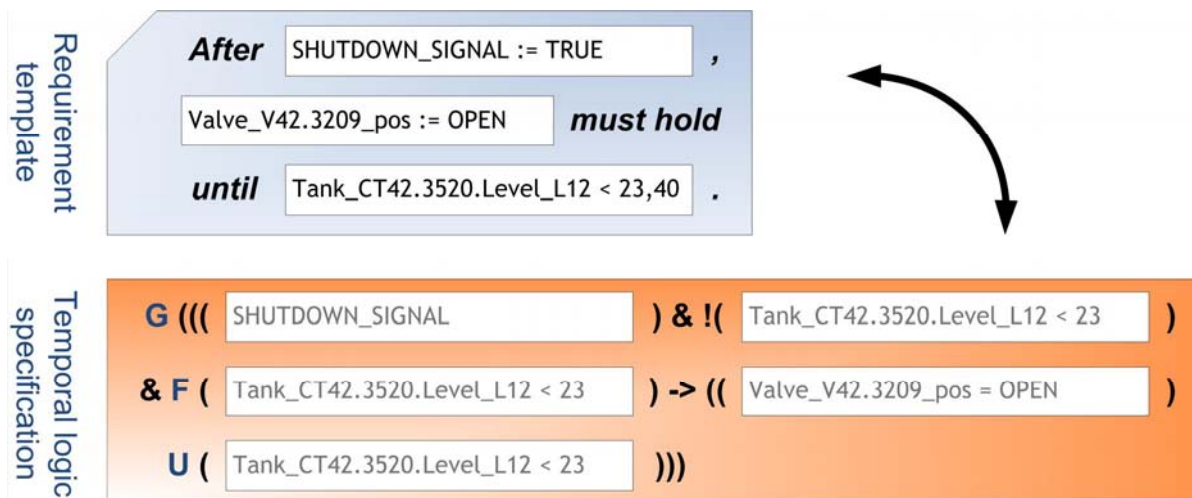 Requirement
template
After SHUTDOWN_SIGNAL := TRUE ,
Valve_V42.3209_pos := OPEN must hold
until Tank_CT42.3520.Level_L12 < 23,40 .
Temporal logic
specification
G ((( SHUTDOWN_SIGNAL ) & !( Tank_CT42.3520.Level_L12 < 23 )
& F ( Tank_CT42.3520.Level_L12 < 23 ) -> (( Valve_V42.3209_pos = OPEN )
U ( Tank_CT42.3520.Level_L12 < 23 )))